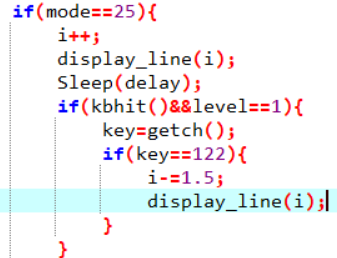 if(mode==25){
i++;
display_line(i);
Sleep(delay);
if(kbhit()&&level==1){
key=getch();
if(key==122){
i-=1.5;
display_line(i);
}
}